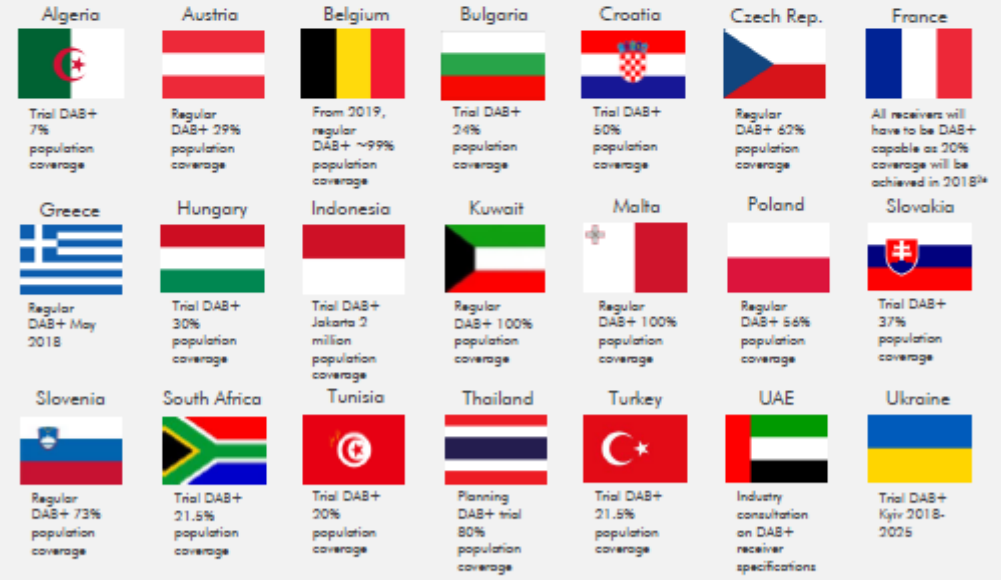 Algeria
Trial DAB+
7%
population
coverage
Austria
Regular
DAB+ 29%
population
coverage
Belgium
From 2019,
regular
DAB+ ~99%
population
coverage
Bulgaria
Trial DAB+
24%
population
coverage
Croatia
Trial DAB+
50%
population
coverage
Czech Rep.
Regular
DAB+ 62%
population
coverage
France
All receivers will
have to be DAB+
capable as 20%
coverage will be
achieved in 2018
Greece
Regular
DAB+ May
2018
Hungary
Trial DAB+
30%
population
coverage
Indonesia
Trial DAB+
Jakarta 2
million
population
coverage
Kuwait
Regular
DAB+ 100%
population
coverage
Malta
Regular
DAB+ 100%
population
coverage
Poland
Regular
DAB+ 56%
population
coverage
Slovakia
Trial DAB+
37%
population
coverage
Slovenia
Regular
DAB+ 73%
population
coverage
South Africa
Trial DAB+
21.5%
population
coverage
Tunisia
Trial DAB+
20%
population
coverage
Thailand
Planning
DAB+ trial
80%
population
coverage
Turkey
Trial DAB+
21.5%
population
coverage
UAE
Industry
consultation
on DAB+
receiver
specifications
Ukraine
Trial DAB+
Kyiv 2018-
2025